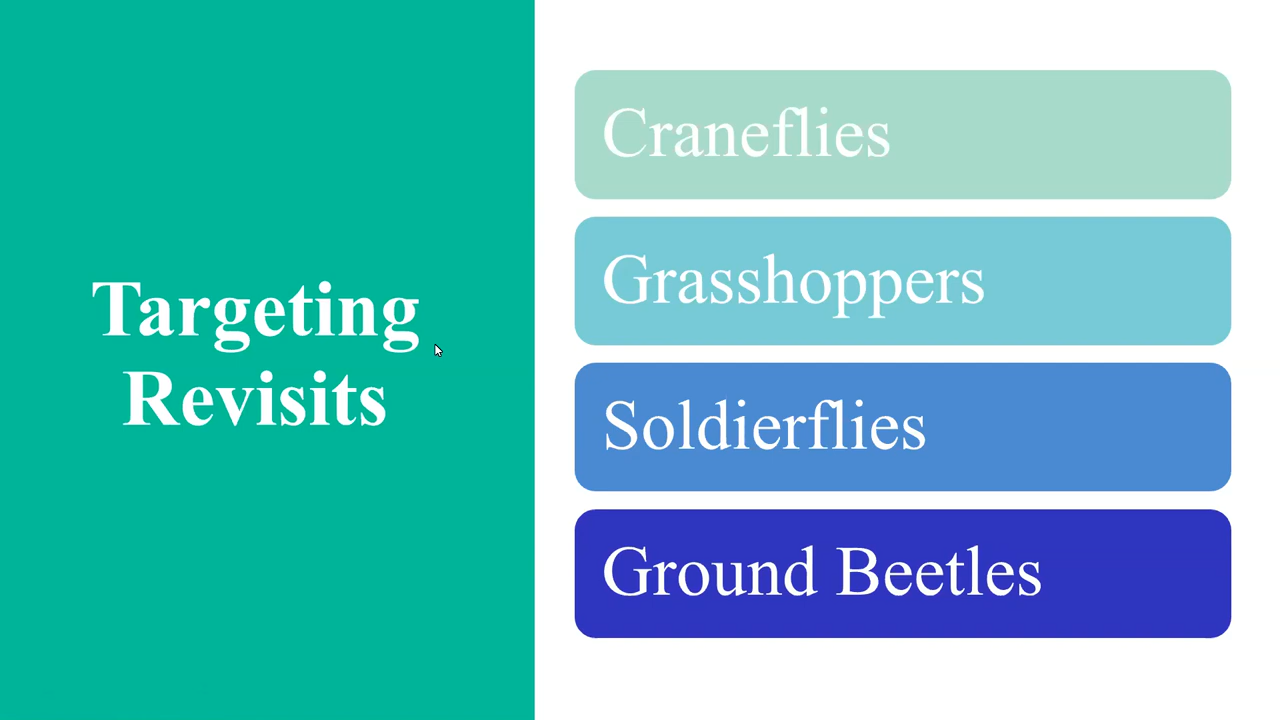 Targeting
Revisits
Craneflies
Grasshoppers
Soldierflies
Ground Beetles